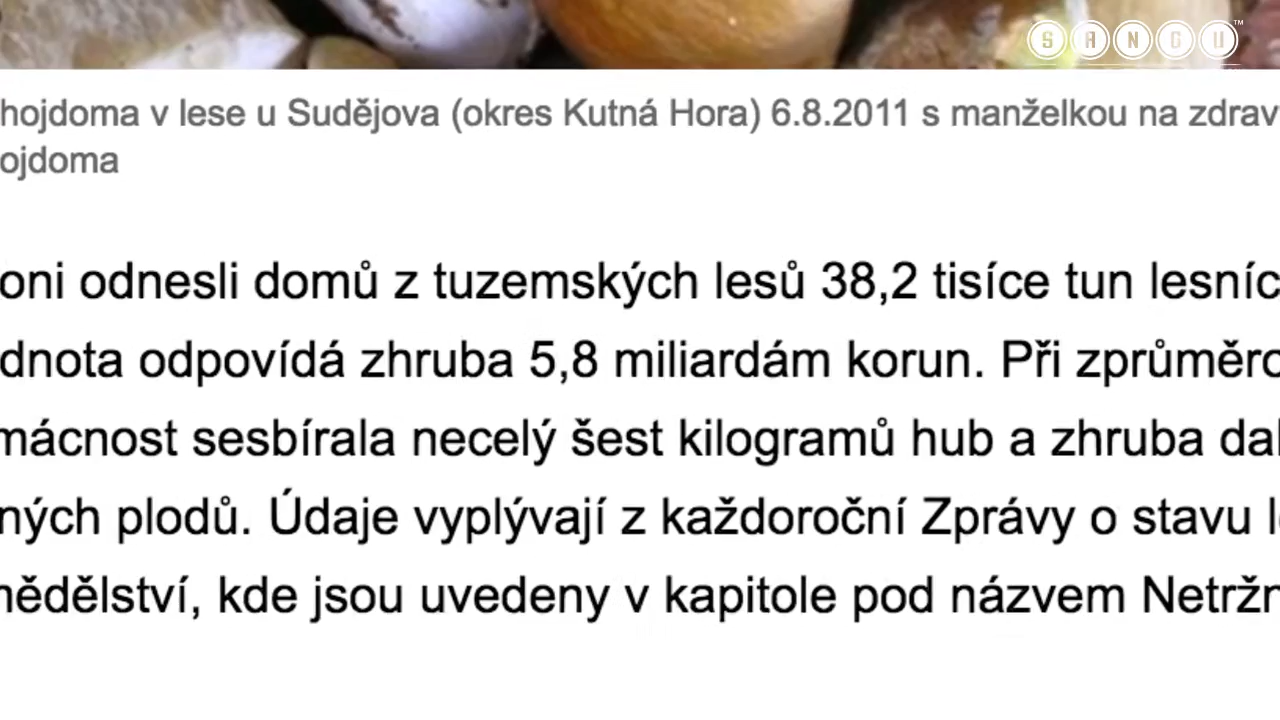 SANGU™
hojdoma v lese u Sudějova (okres Kutná Hora) 6.8.2011 s manželkou na zdrav
ojdoma
oni odnesli domů z tuzemských lesů 38,2 tisíce tun lesníc
dnota odpovídá zhruba 5,8 miliardám korun. Při zprůměro
mácnost sesbírala necelý šest kilogramů hub a zhruba dal
ných plodů. Údaje vyplývají z každoroční Zprávy o stavu le
mědělství, kde jsou uvedeny v kapitole pod názvem Netržn